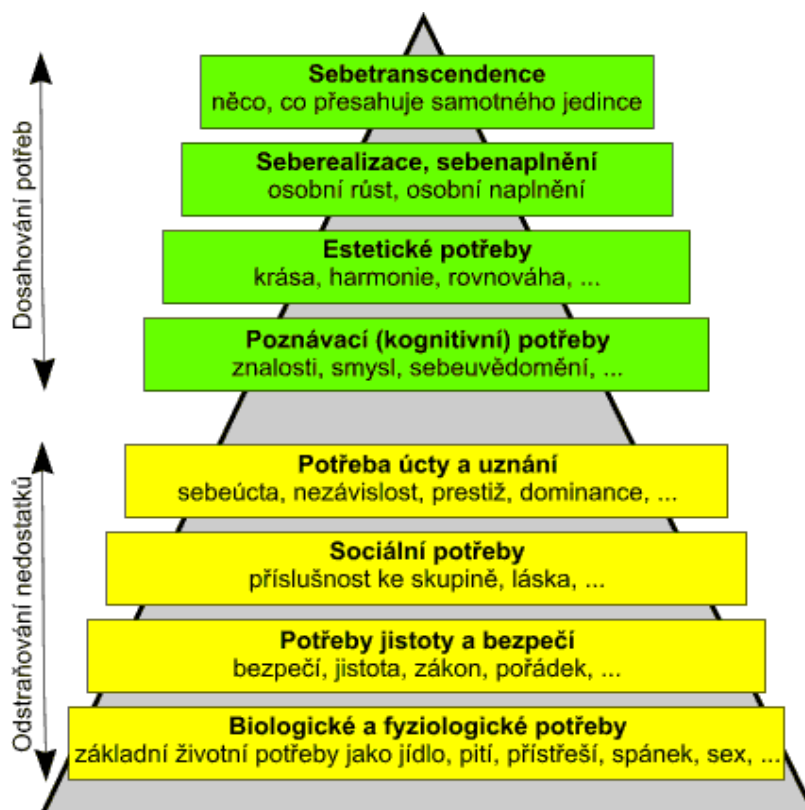 Sebetranscendence
něco, co přesahuje samotného jedince
Seberealizace, sebenaplnění
osobní růst, osobní naplnění
Estetické potřeby
krása, harmonie, rovnováha, ...
Poznávací (kognitivní) potřeby
znalosti, smysl, sebeuvědomění, ...
Dosahování potřeb
Potřeba úcty a uznání
sebeúcta, nezávislost, prestiž, dominance, ...
Sociální potřeby
příslušnost ke skupině, láska, ...
Potřeby jistoty a bezpečí
bezpečí, jistota, zákon, pořádek, ...
Biologické a fyziologické potřeby
základní životní potřeby jako jídlo, pití, přístřeší, spánek, sex, ...
Odstraňování nedostatků